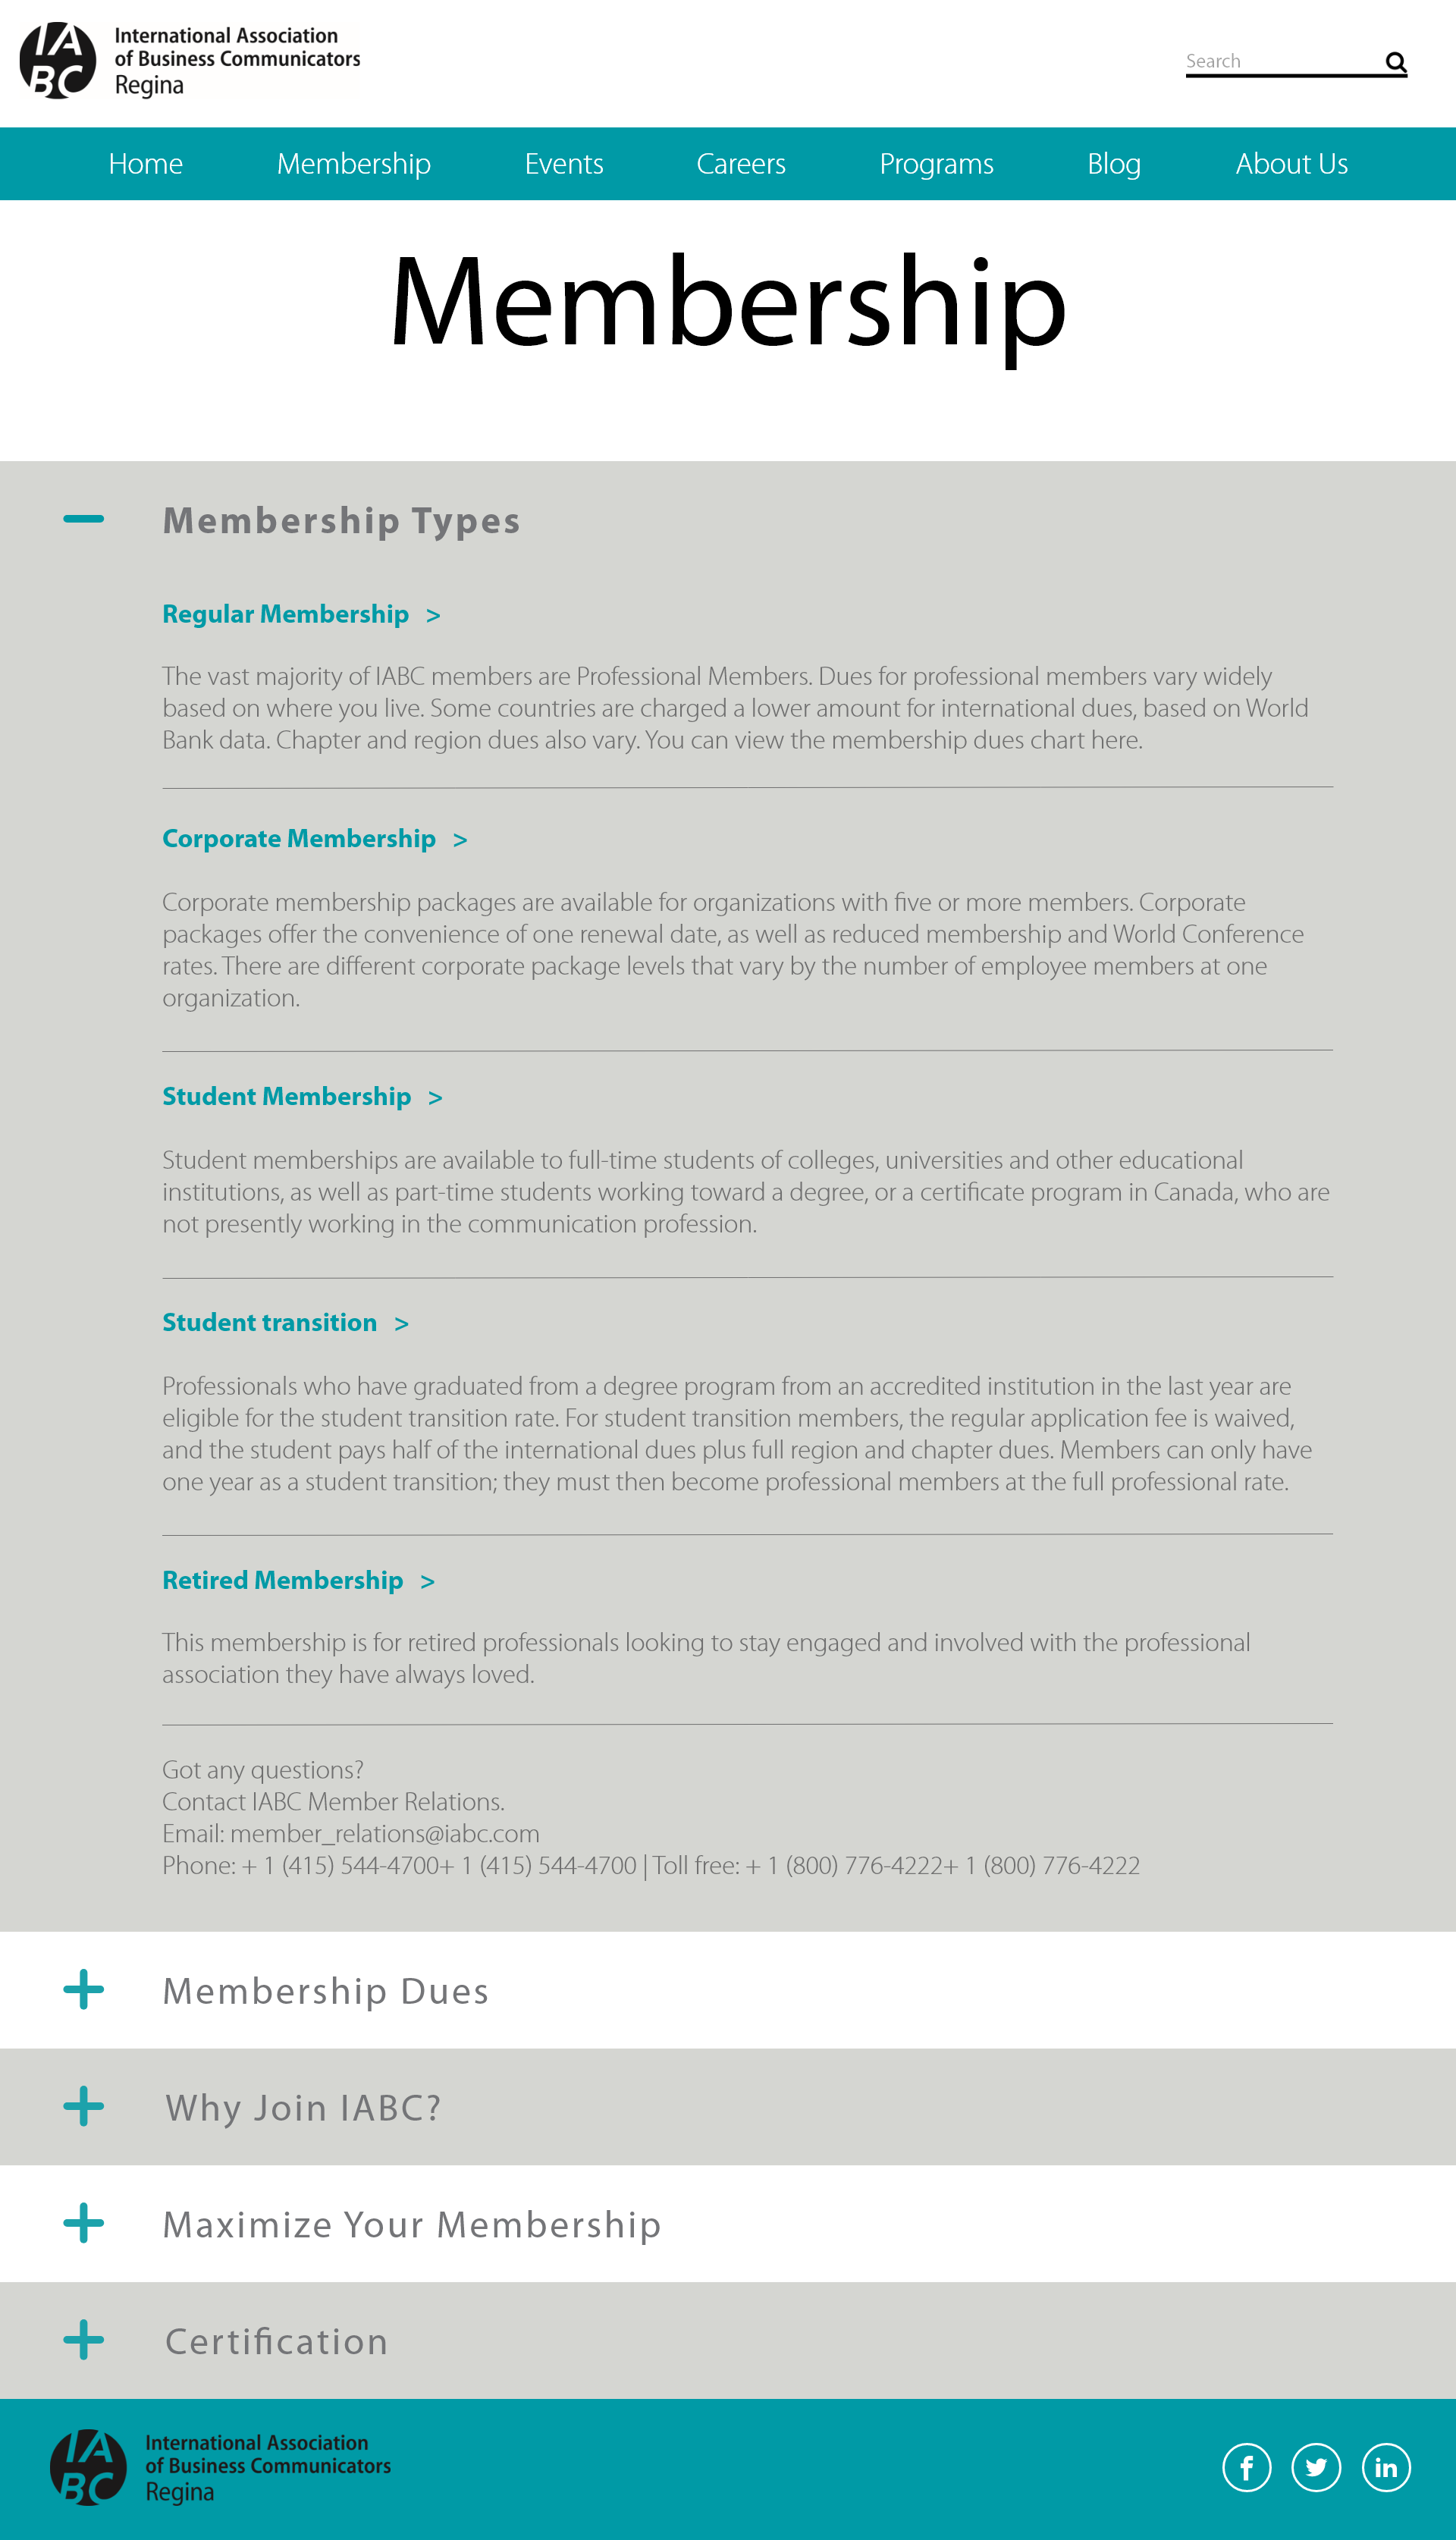 IABC
International Association
of Business Communicators
Regina
Search
Home Membership Events Careers Programs Blog About Us
Membership
Membership Types
Regular Membership >
The vast majority of IABC members are Professional Members. Dues for professional members vary widely
based on where you live. Some countries are charged a lower amount for international dues, based on World
Bank data. Chapter and region dues also vary. You can view the membership dues chart here.
Corporate Membership >
Corporate membership packages are available for organizations with five or more members. Corporate
packages offer the convenience of one renewal date, as well as reduced membership and World Conference
rates. There are different corporate package levels that vary by the number of employee members at one
organization.
Student Membership >
Student memberships are available to full-time students of colleges, universities and other educational
institutions, as well as part-time students working toward a degree, or a certificate program in Canada, who are
not presently working in the communication profession.
Student transition >
Professionals who have graduated from a degree program from an accredited institution in the last year are
eligible for the student transition rate. For student transition members, the regular application fee is waived,
and the student pays half of the international dues plus full region and chapter dues. Members can only have
one year as a student transition; they must then become professional members at the full professional rate.
Retired Membership >
This membership is for retired professionals looking to stay engaged and involved with the professional
association they have always loved.
Got any questions?
Contact IABC Member Relations.
Email: member_relations@iabc.com
Phone: + 1 (415) 544-4700+ 1 (415) 544-4700 | Toll free: + 1 (800) 776-4222+ 1 (800) 776-4222
Membership Dues
Why Join IABC?
Maximize Your Membership
Certification
IABC
International Association
of Business Communicators
Regina
f in